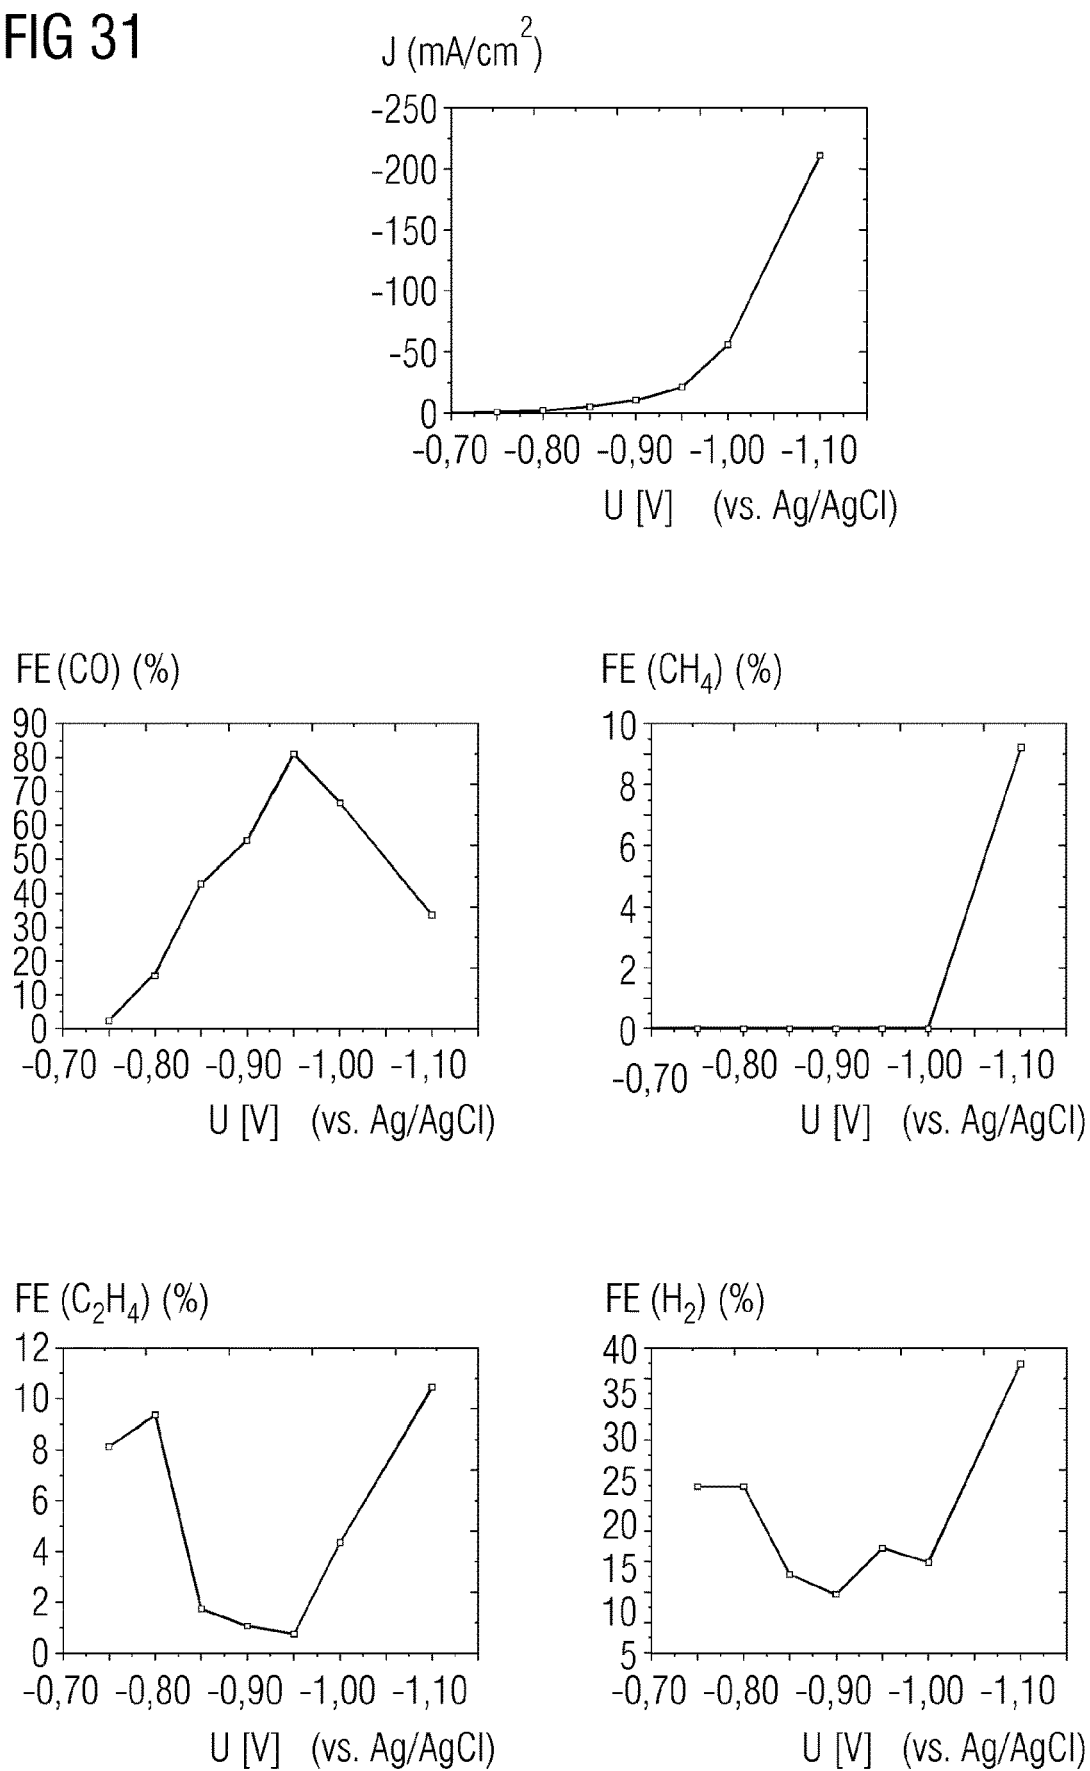 FIG 31
J (mA/cm²)
-250
-200
-150
-100
-50
0
-0,70 -0,80 -0,90 -1,00 -1,10
U [V] (vs. Ag/AgCl)
FE (CO) (%)
90
80
70
60
50
40
30
20
10
0
-0,70 -0,80 -0,90 -1,00 -1,10
U [V] (vs. Ag/AgCl)
FE (CH₄) (%)
10
8
6
4
2
0
-0,70 -0,80 -0,90 -1,00 -1,10
U [V] (vs. Ag/AgCl)
FE (C₂H₄) (%)
12
10
8
6
4
2
0
-0,70 -0,80 -0,90 -1,00 -1,10
U [V] (vs. Ag/AgCl)
FE (H₂) (%)
40
35
30
25
20
15
10
5
-0,70 -0,80 -0,90 -1,00 -1,10
U [V] (vs. Ag/AgCl)